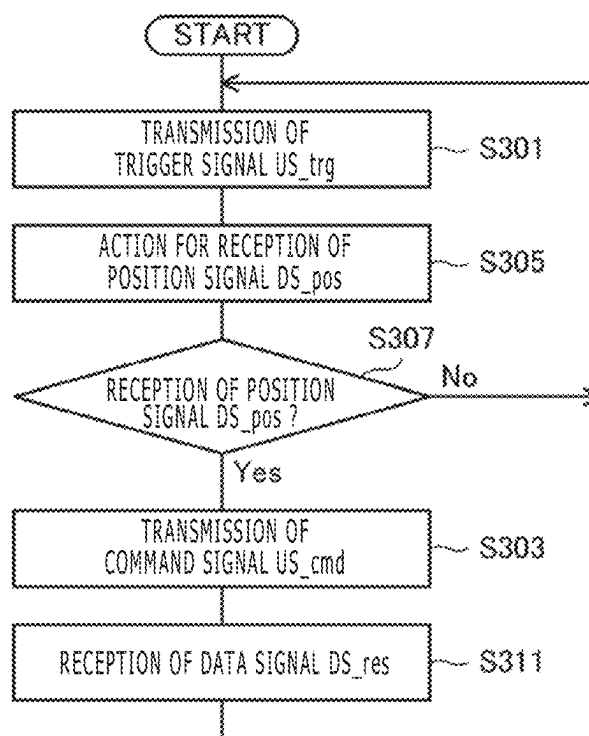 START
TRANSMISSION OF
TRIGGER SIGNAL US_trg
S301
ACTION FOR RECEPTION OF
POSITION SIGNAL DS_pos
S305
S307
RECEPTION OF POSITION
SIGNAL DS_pos ?
No
Yes
TRANSMISSION OF
COMMAND SIGNAL US_cmd
S303
RECEPTION OF DATA SIGNAL DS_res
S311